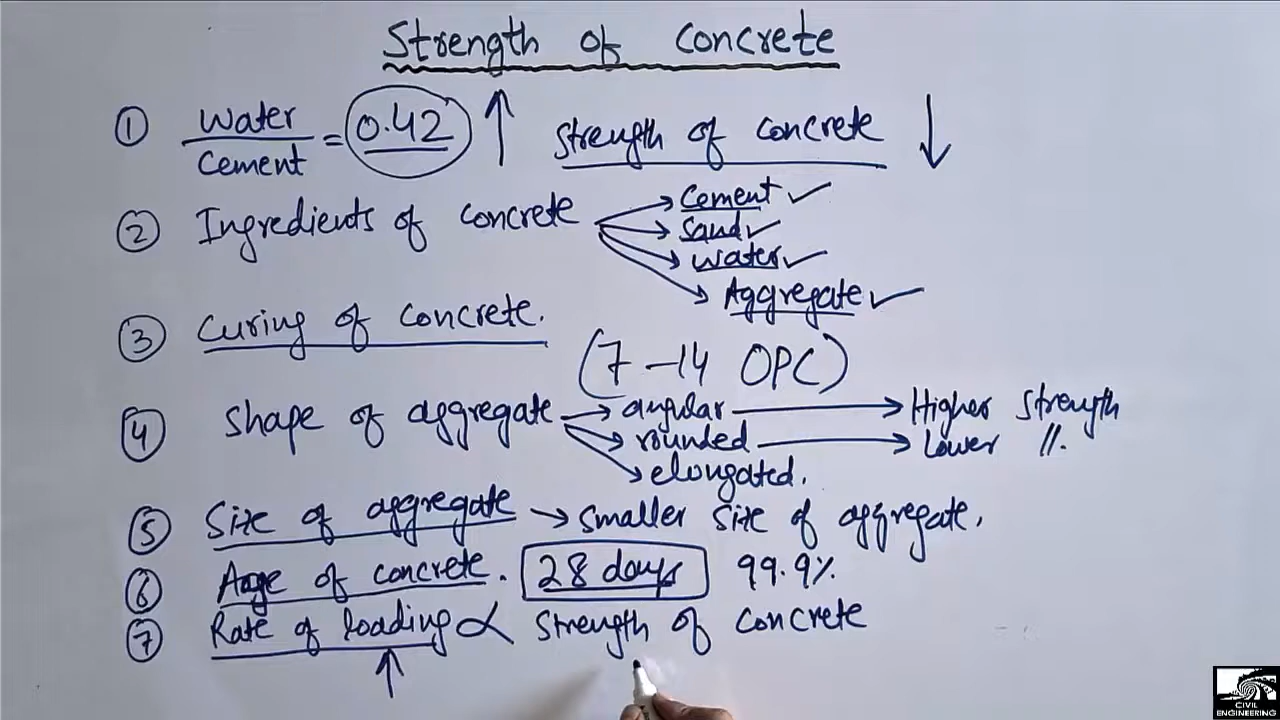 Strength of concrete
① Water / Cement = 0.42 ↑ Strength of concrete ↓
② Ingredients of concrete → Cement ✓
→ Sand ✓
→ Water ✓
→ Aggregate ✓
③ Curing of concrete.
(7 – 14 OPC)
④ Shape of aggregate → angular → Higher strength
→ rounded → Lower //.
→ elongated.
⑤ Size of aggregate → Smaller size of aggregate.
⑥ Age of concrete. 28 days 99.9%
⑦ Rate of loading ∝ Strength of concrete
↑
CIVIL
ENGINEERING